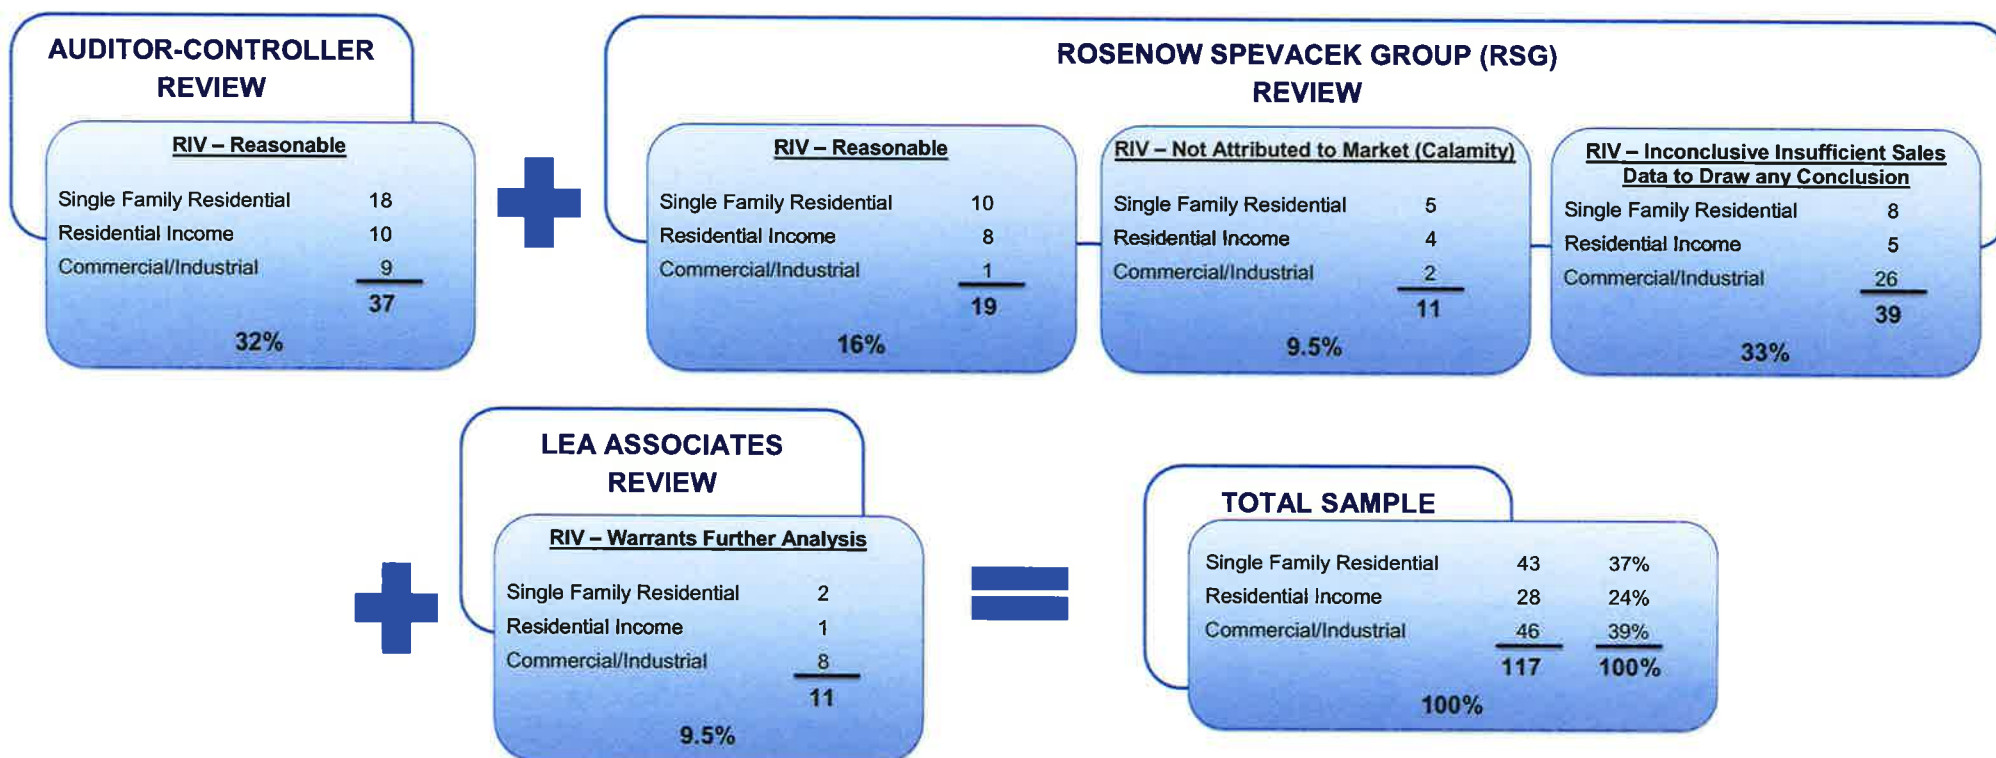 AUDITOR-CONTROLLER
REVIEW
RIV – Reasonable
Single Family Residential 18
Residential Income 10
Commercial/Industrial 9
37
32%
ROSENOW SPEVACEK GROUP (RSG)
REVIEW
RIV – Reasonable
Single Family Residential 10
Residential Income 8
Commercial/Industrial 1
19
16%
RIV – Not Attributed to Market (Calamity)
Single Family Residential 5
Residential Income 4
Commercial/Industrial 2
11
9.5%
RIV – Inconclusive Insufficient Sales
Data to Draw any Conclusion
Single Family Residential 8
Residential Income 5
Commercial/Industrial 26
39
33%
LEA ASSOCIATES
REVIEW
RIV – Warrants Further Analysis
Single Family Residential 2
Residential Income 1
Commercial/Industrial 8
11
9.5%
TOTAL SAMPLE
Single Family Residential 43 37%
Residential Income 28 24%
Commercial/Industrial 46 39%
117 100%
100%